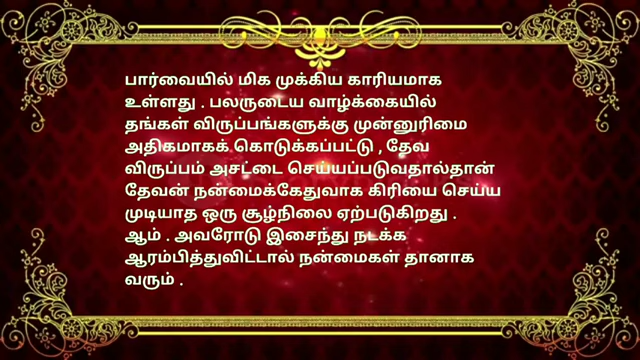 பார்வையில் மிக முக்கிய காரியமாக
உள்ளது . பலருடைய வாழ்க்கையில்
தங்கள் விருப்பங்களுக்கு முன்னுரிமை
அதிகமாகக் கொடுக்கப்பட்டு , தேவ
விருப்பம் அசட்டை செய்யப்படுவதால்தான்
தேவன் நன்மைக்கேதுவாக கிரியை செய்ய
முடியாத ஒரு சூழ்நிலை ஏற்படுகிறது .
ஆம் . அவரோடு இசைந்து நடக்க
ஆரம்பித்துவிட்டால் நன்மைகள் தானாக
வரும் .